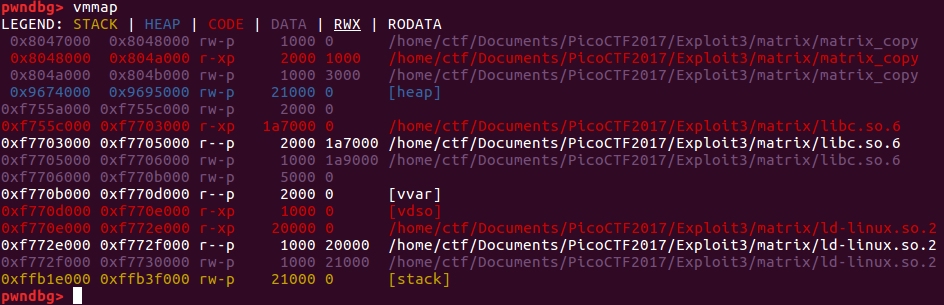 pwndbg> vmmap
LEGEND: STACK | HEAP | CODE | DATA | RWX | RODATA
 0x8047000  0x8048000 rw-p     1000 0      /home/ctf/Documents/PicoCTF2017/Exploit3/matrix/matrix_copy
 0x8048000  0x804a000 r-xp     2000 1000   /home/ctf/Documents/PicoCTF2017/Exploit3/matrix/matrix_copy
 0x804a000  0x804b000 rw-p     1000 3000   /home/ctf/Documents/PicoCTF2017/Exploit3/matrix/matrix_copy
 0x9674000  0x9695000 rw-p    21000 0      [heap]
0xf755a000 0xf755c000 rw-p     2000 0
0xf755c000 0xf7703000 r-xp   1a7000 0      /home/ctf/Documents/PicoCTF2017/Exploit3/matrix/libc.so.6
0xf7703000 0xf7705000 r--p     2000 1a7000 /home/ctf/Documents/PicoCTF2017/Exploit3/matrix/libc.so.6
0xf7705000 0xf7706000 rw-p     1000 1a9000 /home/ctf/Documents/PicoCTF2017/Exploit3/matrix/libc.so.6
0xf7706000 0xf770b000 rw-p     5000 0
0xf770b000 0xf770d000 r--p     2000 0      [vvar]
0xf770d000 0xf770e000 r-xp     1000 0      [vdso]
0xf770e000 0xf772e000 r-xp    20000 0      /home/ctf/Documents/PicoCTF2017/Exploit3/matrix/ld-linux.so.2
0xf772e000 0xf772f000 r--p     1000 20000  /home/ctf/Documents/PicoCTF2017/Exploit3/matrix/ld-linux.so.2
0xf772f000 0xf7730000 rw-p     1000 21000  /home/ctf/Documents/PicoCTF2017/Exploit3/matrix/ld-linux.so.2
0xffb1e000 0xffb3f000 rw-p    21000 0      [stack]
pwndbg>